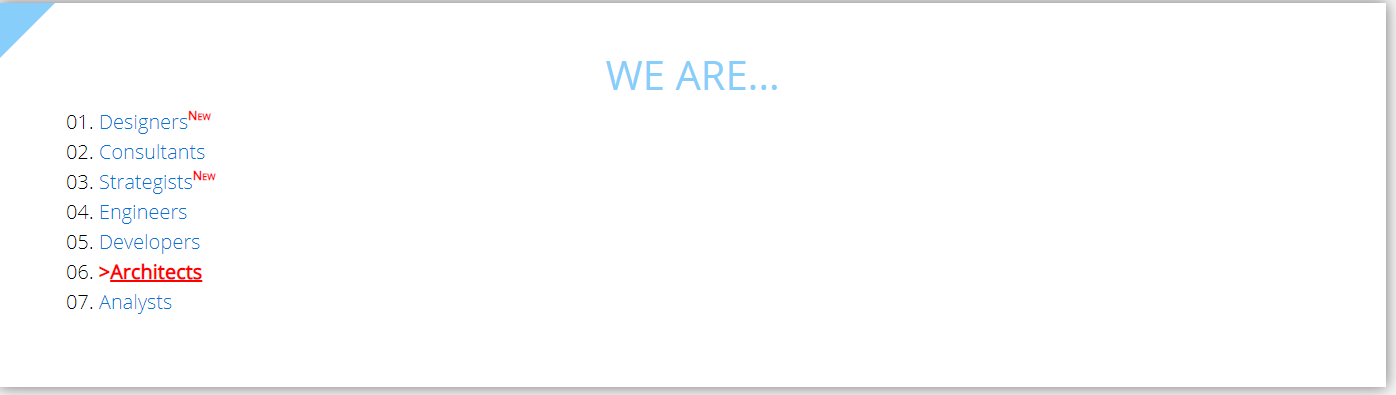 WE ARE...
01. DesignersNew
02. Consultants
03. StrategistsNew
04. Engineers
05. Developers
06. >Architects
07. Analysts